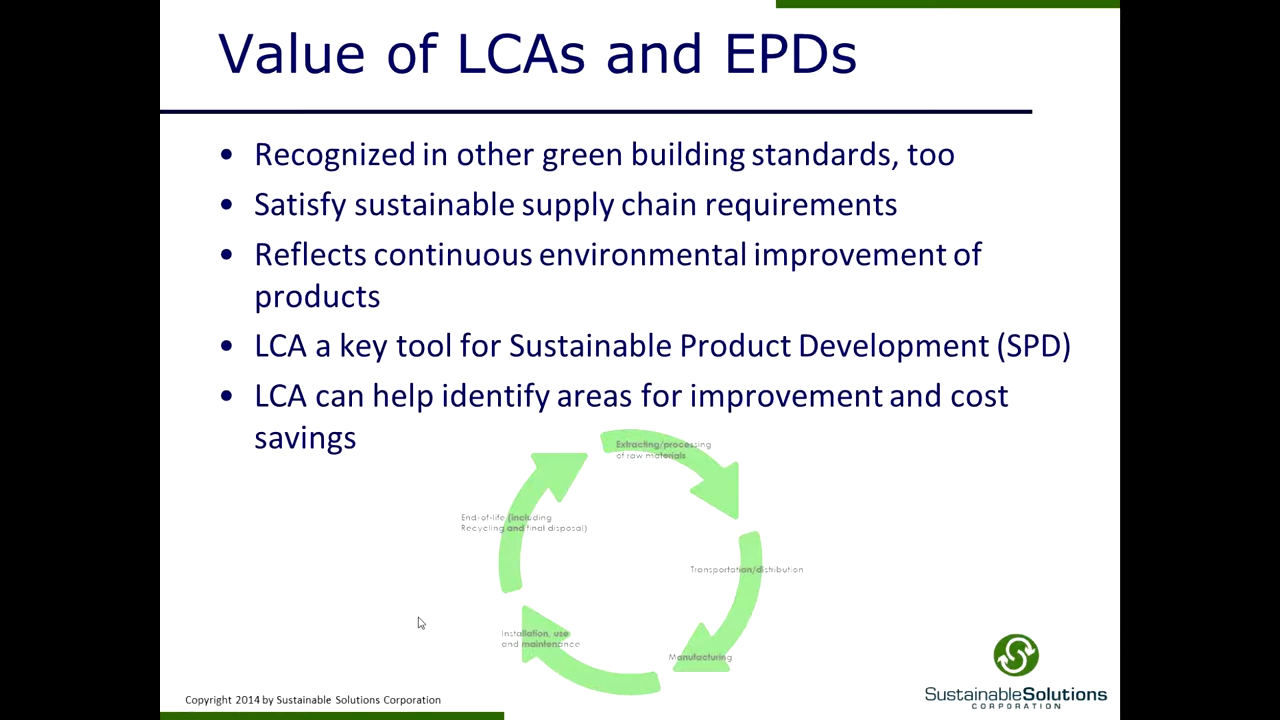 Value of LCAs and EPDs
• Recognized in other green building standards, too
• Satisfy sustainable supply chain requirements
• Reflects continuous environmental improvement of
products
• LCA a key tool for Sustainable Product Development (SPD)
• LCA can help identify areas for improvement and cost
savings
Extracting/processing
of raw materials
End-of-life (including
Recycling and final disposal)
Transportation/distribution
Installation, use
and maintenance
Manufacturing
Copyright 2014 by Sustainable Solutions Corporation
SustainableSolutions
CORPORATION